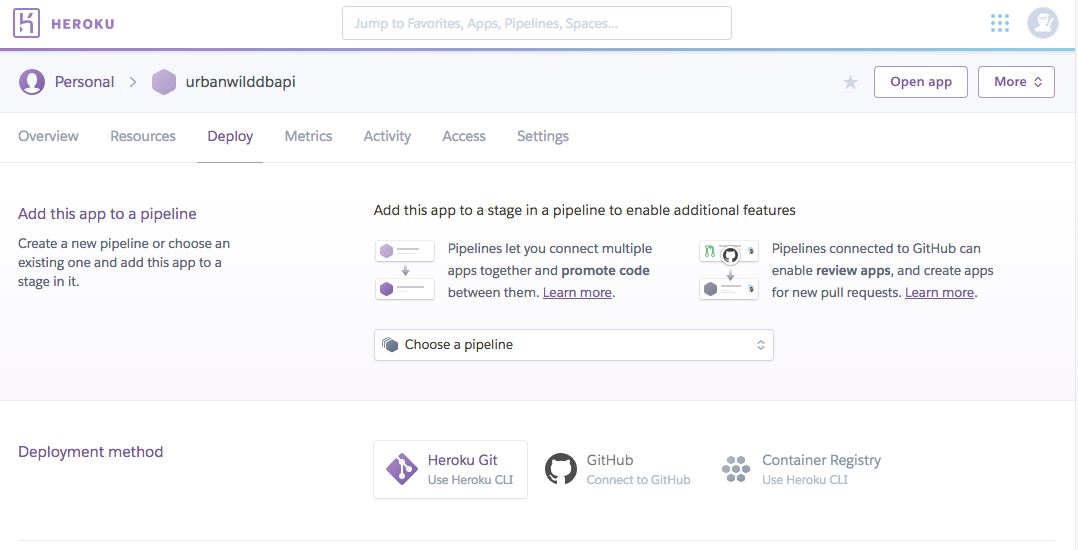 HEROKU
Jump to Favorites, Apps, Pipelines, Spaces...
Personal
urbanwilddbapi
Open app
More
Overview
Resources
Deploy
Metrics
Activity
Access
Settings
Add this app to a pipeline
Create a new pipeline or choose an
existing one and add this app to a
stage in it.
Add this app to a stage in a pipeline to enable additional features
Pipelines let you connect multiple
apps together and promote code
between them. Learn more.
Pipelines connected to GitHub can
enable review apps, and create apps
for new pull requests. Learn more.
Choose a pipeline
Deployment method
Heroku Git
Use Heroku CLI
GitHub
Connect to GitHub
Container Registry
Use Heroku CLI